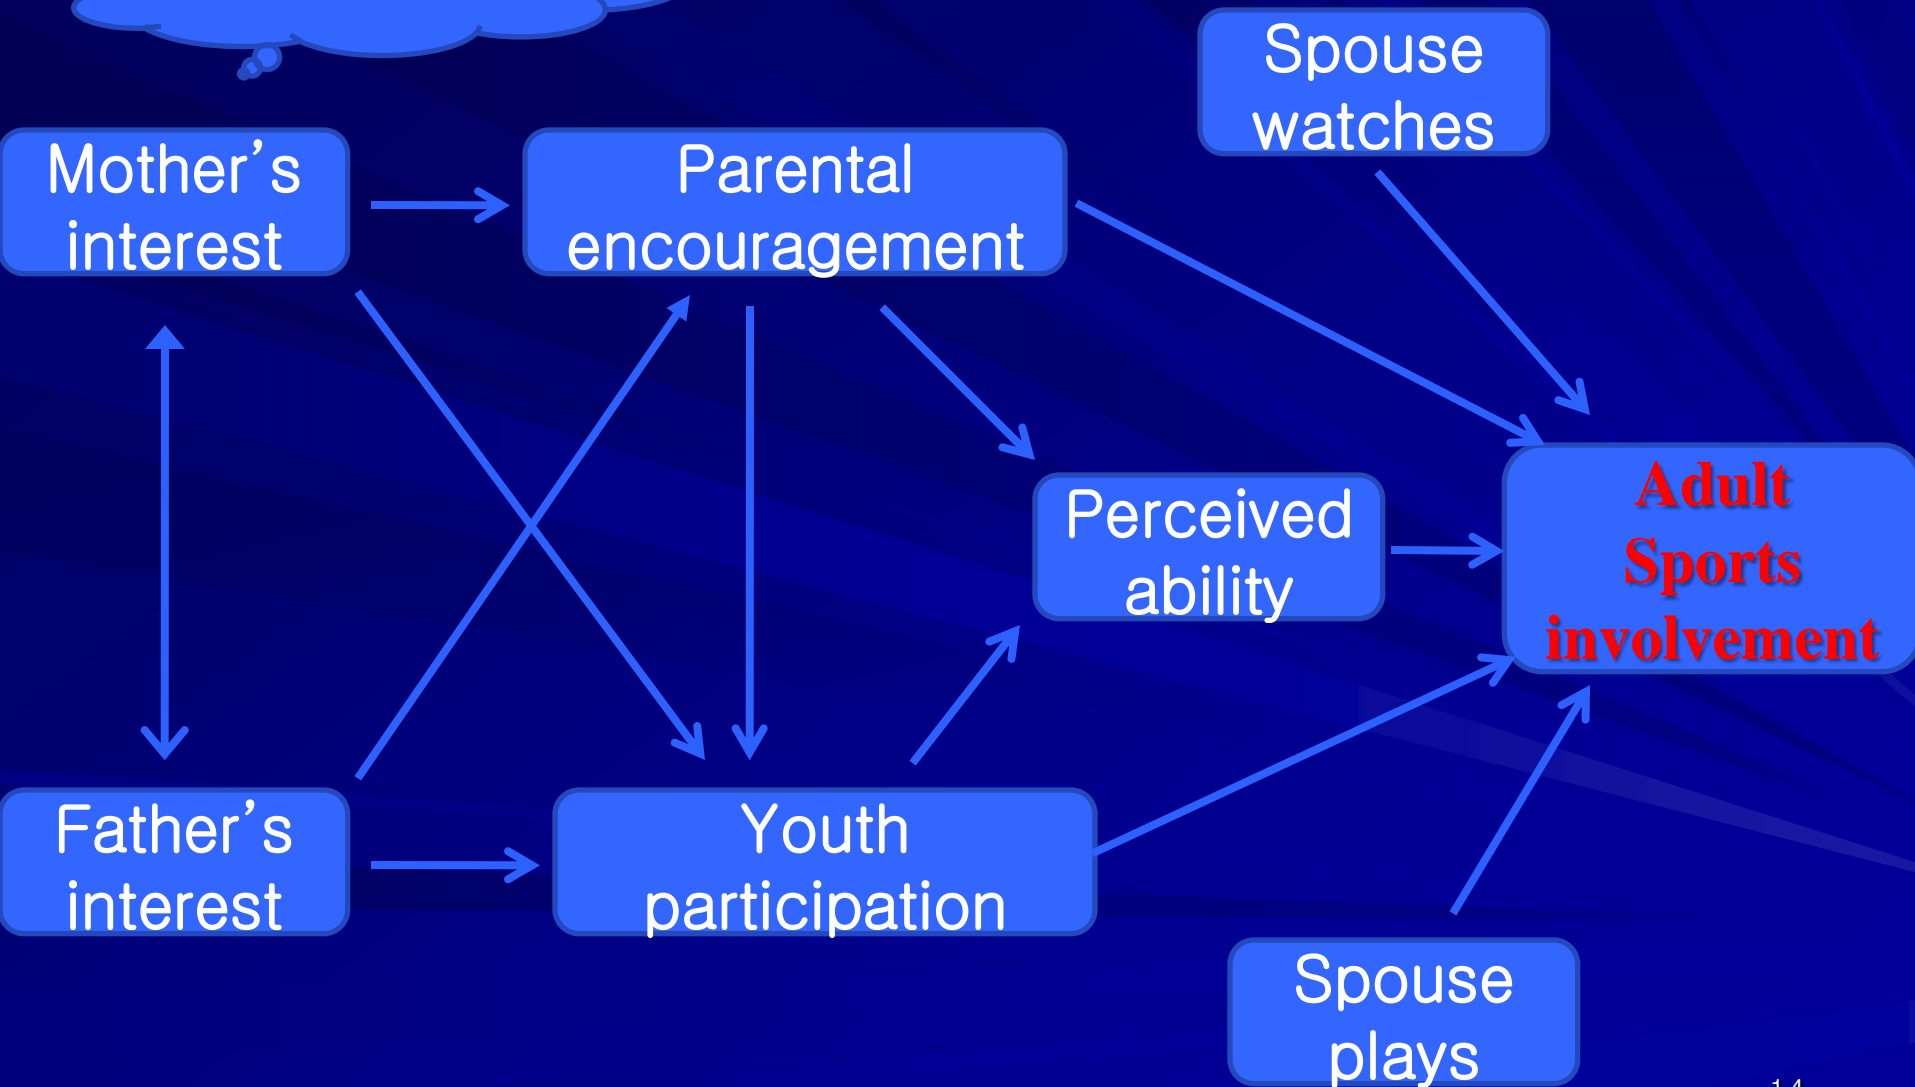 Spouse
watches
Mother's
interest
Parental
encouragement
Perceived
ability
Adult
Sports
involvement
Father's
interest
Youth
participation
Spouse
plays